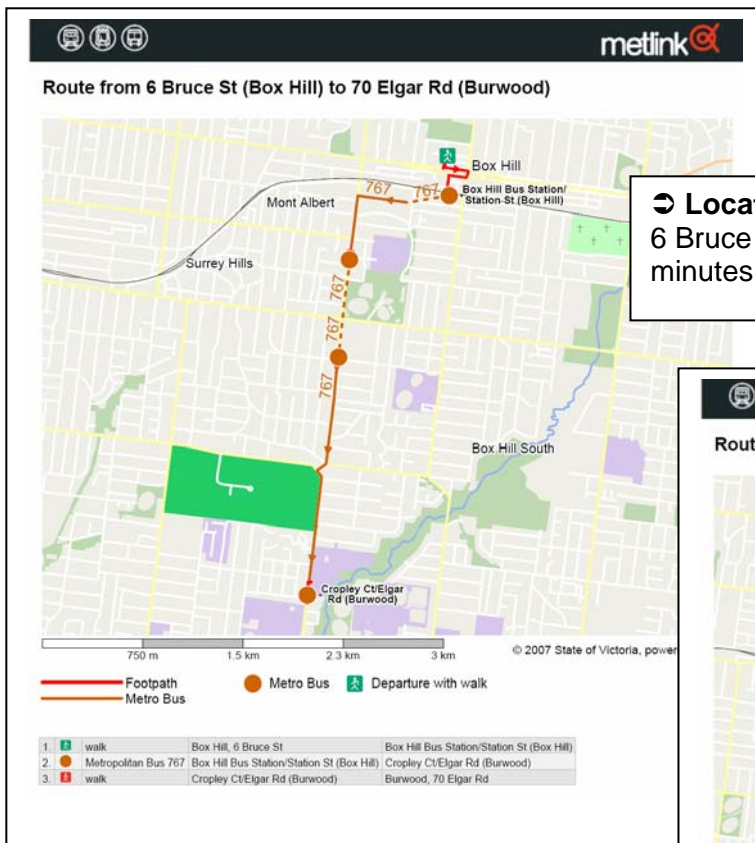 metlink
Route from 6 Bruce St (Box Hill) to 70 Elgar Rd (Burwood)
Box Hill
767
767
Box Hill Bus Station/
Station St (Box Hill)
Mont Albert
Surrey Hills
767
767
767
Box Hill South
Cropley Ct/Elgar
Rd (Burwood)
750 m 1.5 km 2.3 km 3 km
© 2007 State of Victoria, power
Footpath Metro Bus Departure with walk
Metro Bus
1. walk Box Hill, 6 Bruce St Box Hill Bus Station/Station St (Box Hill)
2. Metropolitan Bus 767 Box Hill Bus Station/Station St (Box Hill) Cropley Ct/Elgar Rd (Burwood)
3. walk Cropley Ct/Elgar Rd (Burwood) Burwood, 70 Elgar Rd
➲ Locat
6 Bruce
minutes
Rout